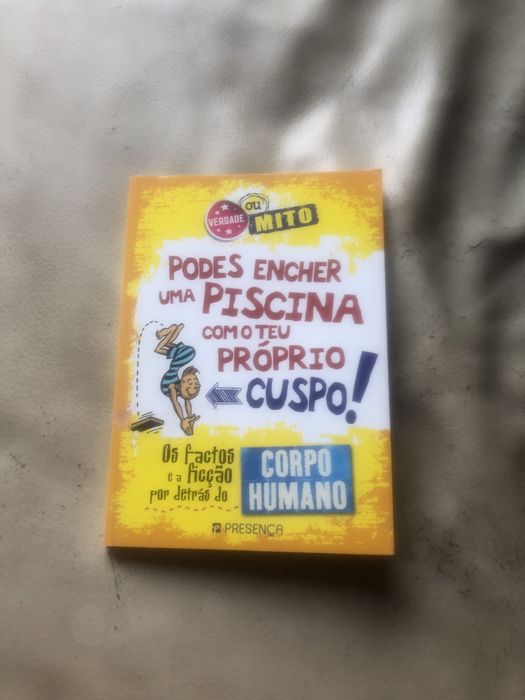 VERDADE ou MITO
PODES ENCHER
UMA PISCINA
COM O TEU
PRÓPRIO
CUSPO!
Os factos
e a ficção
por detrás do
CORPO
HUMANO
PRESENÇA